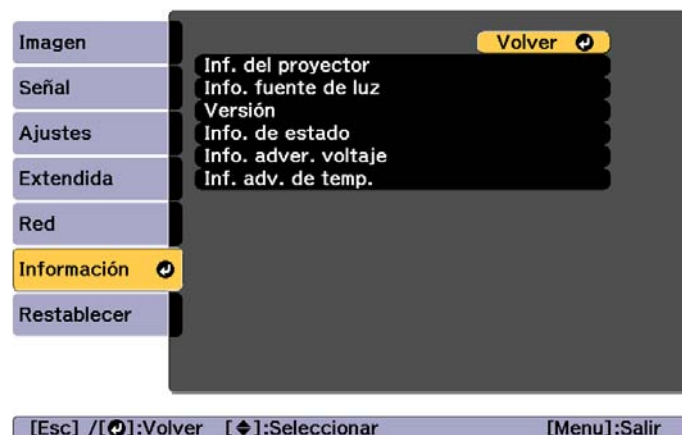 Imagen
Señal
Ajustes
Extendida
Red
Información
Restablecer
Volver
Inf. del proyector
Info. fuente de luz
Versión
Info. de estado
Info. adver. voltaje
Inf. adv. de temp.
[Esc] /[⏎]:Volver [◆]:Seleccionar [Menu]:Salir